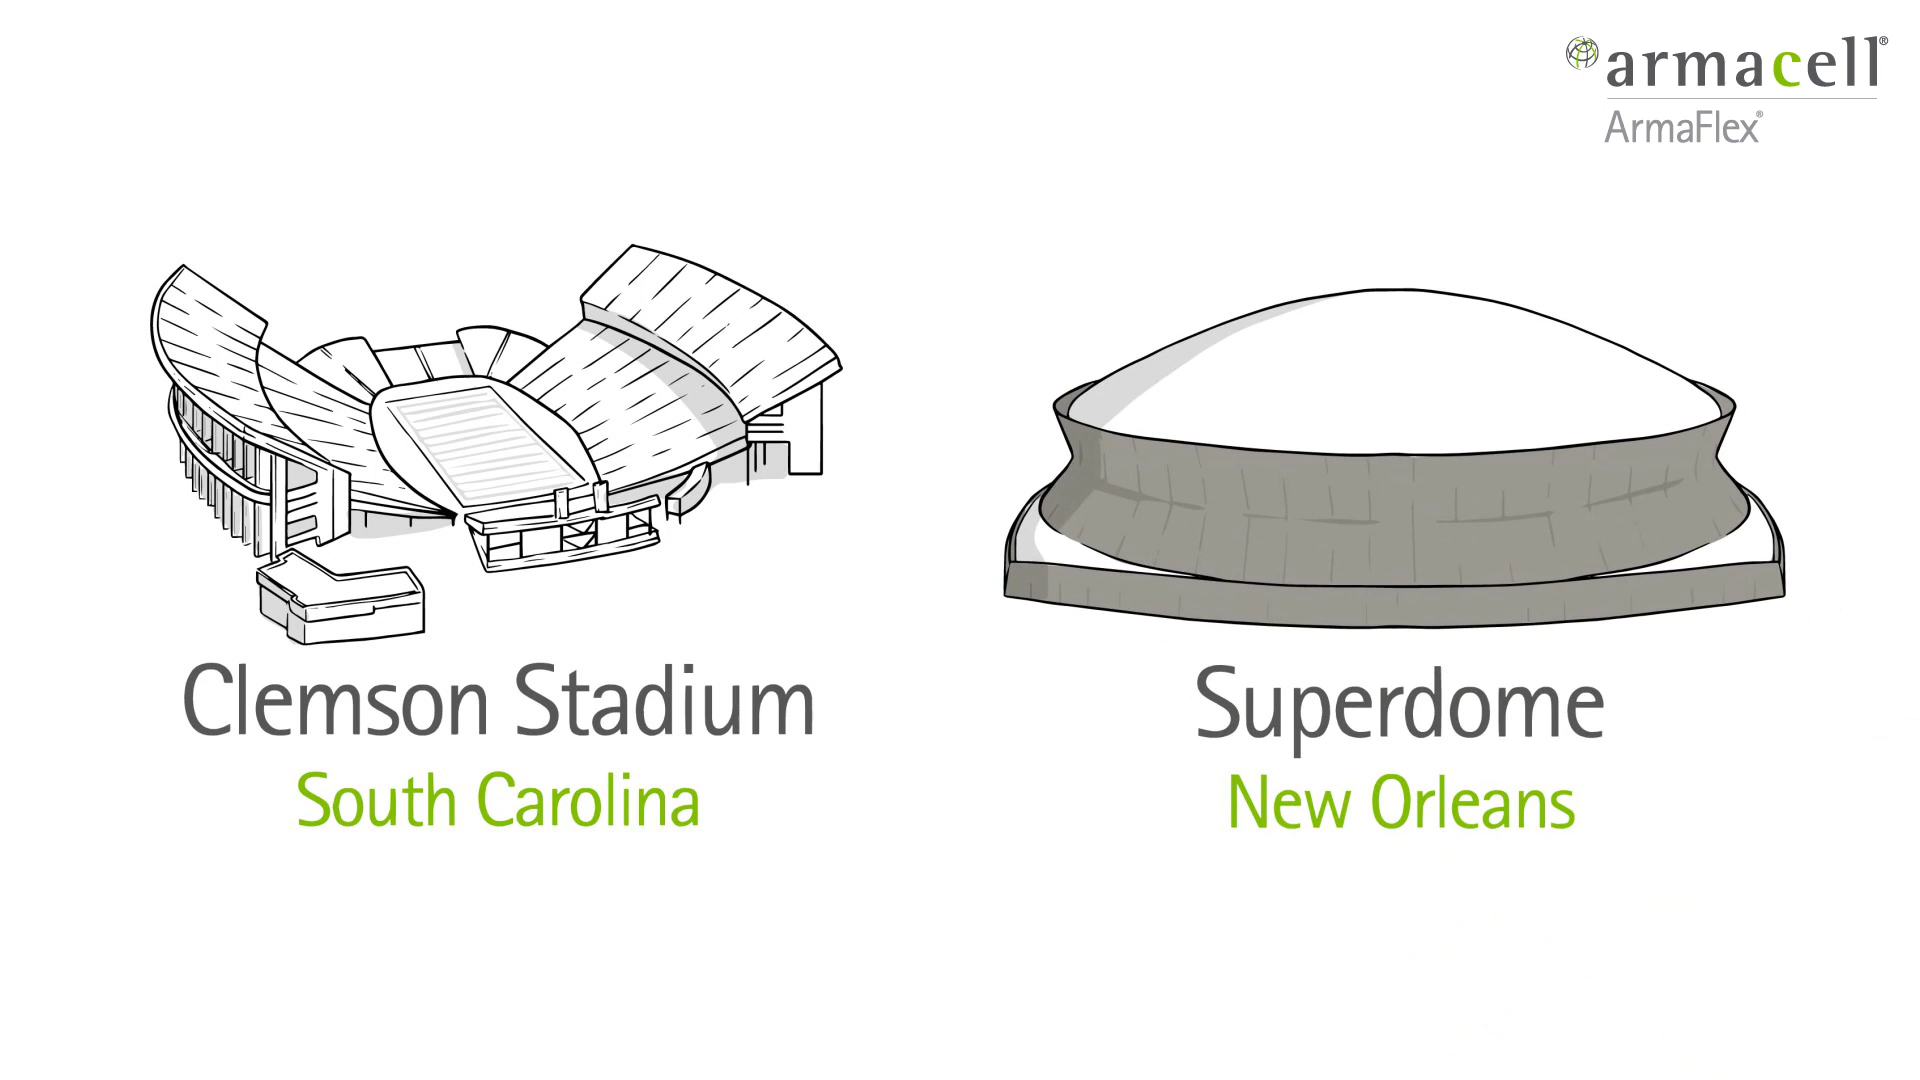 armacell®
ArmaFlex®
Clemson Stadium
South Carolina
Superdome
New Orleans